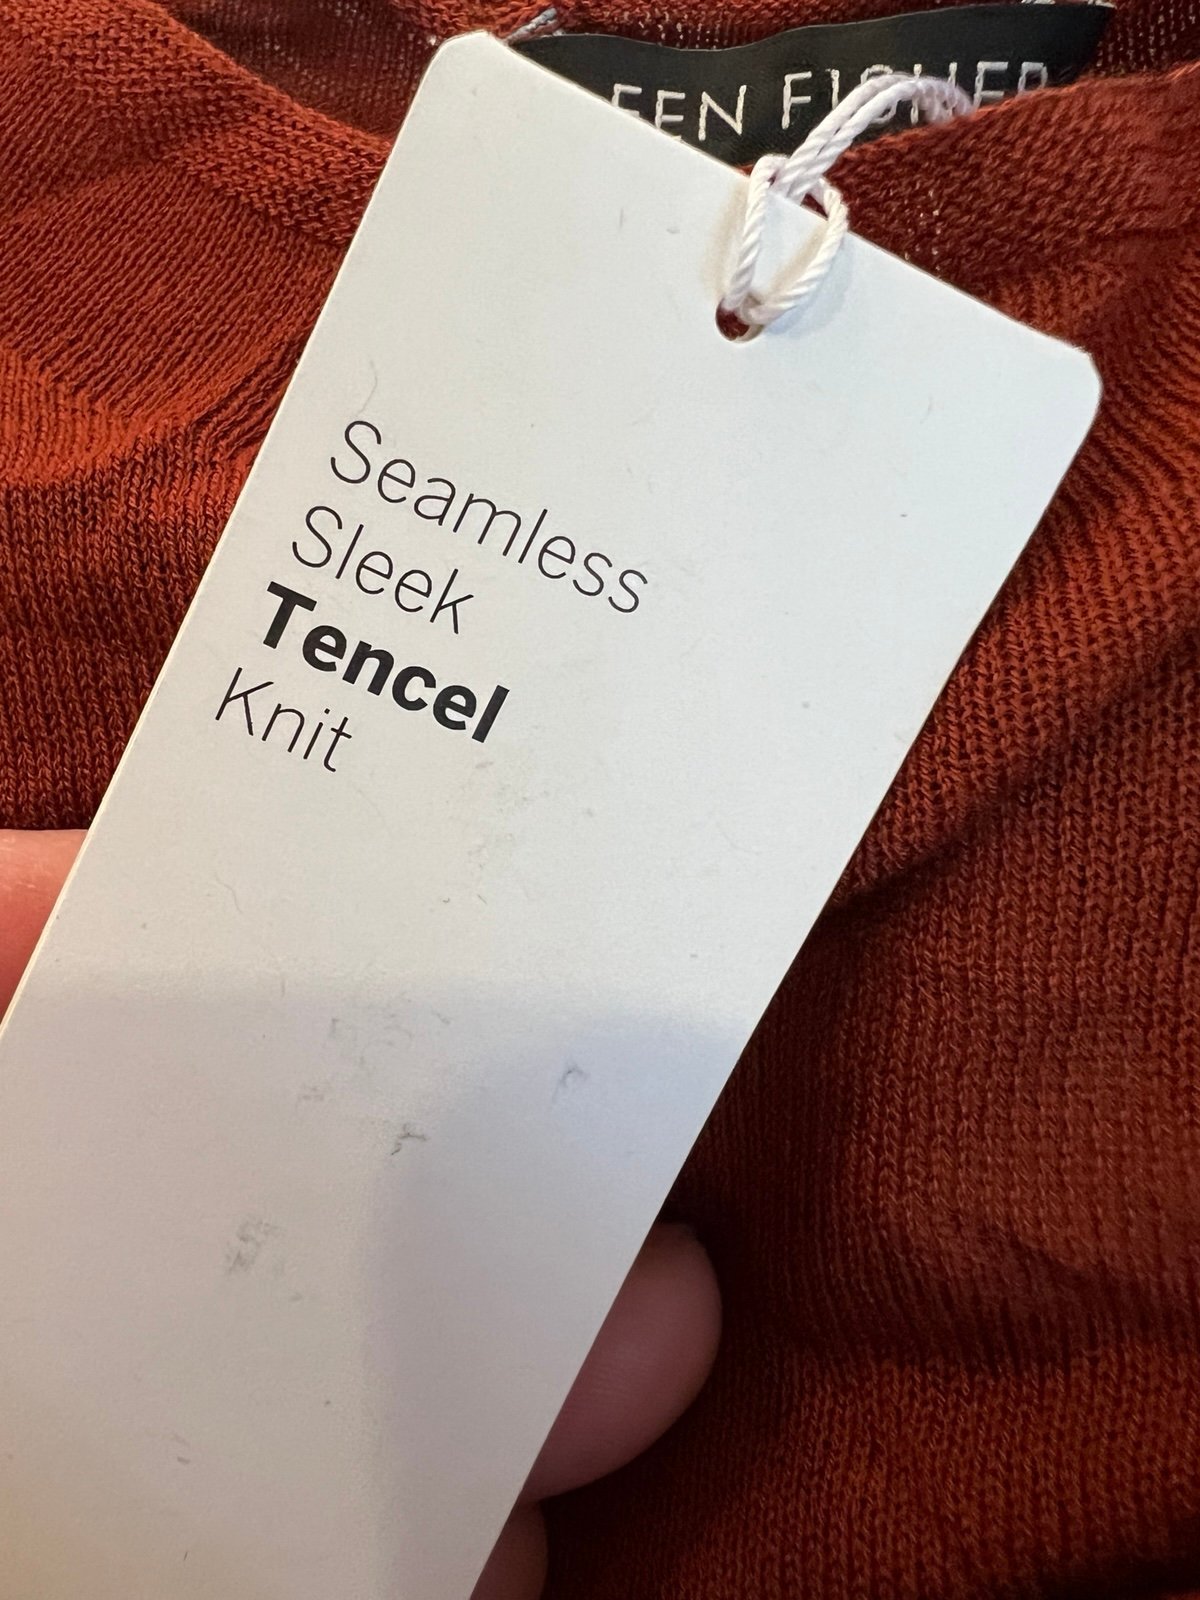 EEN FISHER
Seamless
Sleek
Tencel
Knit